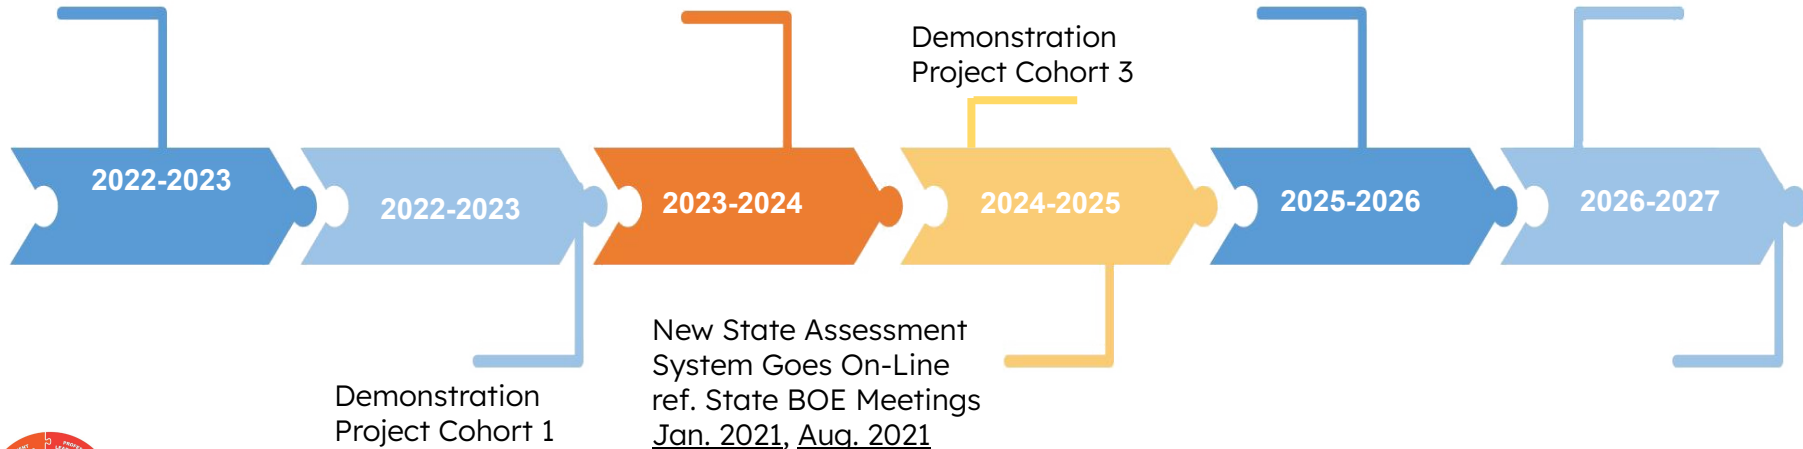 Demonstration
Project Cohort 3
2022-2023
2022-2023
2023-2024
2024-2025
2025-2026
2026-2027
New State Assessment
System Goes On-Line
ref. State BOE Meetings
Jan. 2021, Aug. 2021
Demonstration
Project Cohort 1